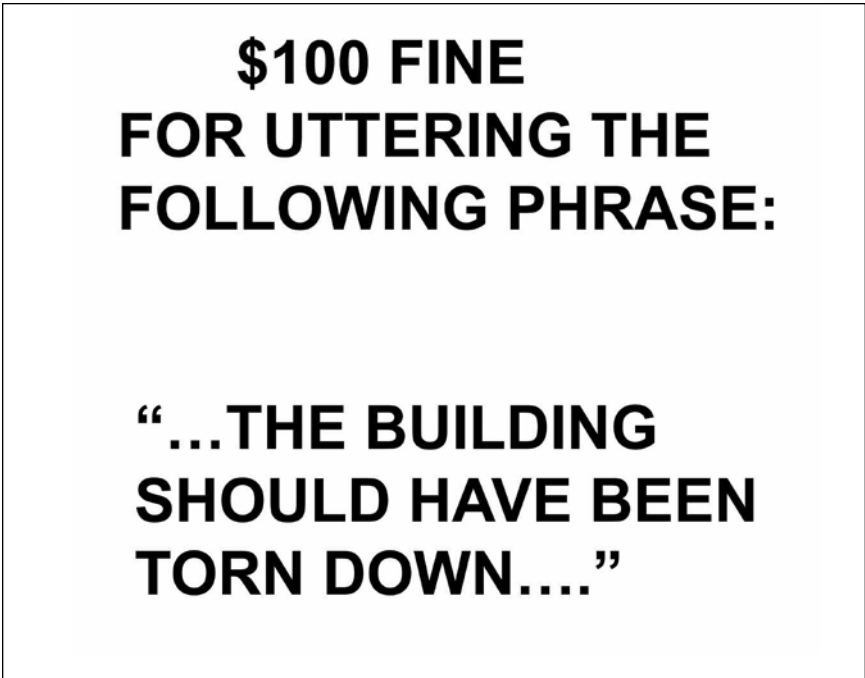 $100 FINE
FOR UTTERING THE
FOLLOWING PHRASE:
“…THE BUILDING
SHOULD HAVE BEEN
TORN DOWN….”